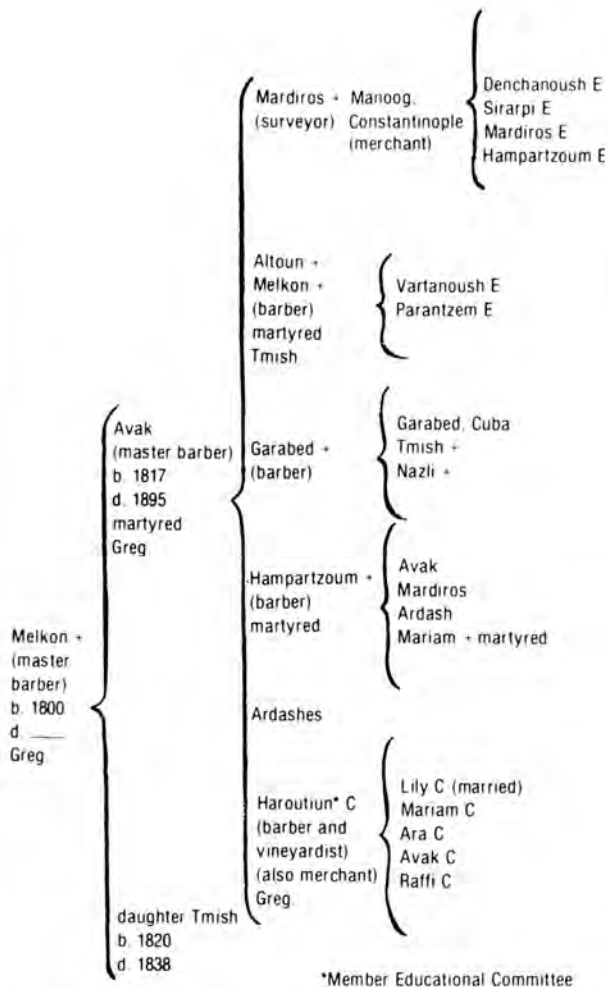 Melkon +
(master
barber)
b. 1800
d. ___
Greg.
Avak
(master barber)
b. 1817
d. 1895
martyred
Greg.
daughter Tmish
b. 1820
d. 1838
Mardiros + Manoog,
(surveyor) Constantinople
(merchant)
Denchanoush E
Sirarpi E
Mardiros E
Hampartzoum E
Altoun +
Melkon +
(barber)
martyred
Tmish
Vartanoush E
Parantzem E
Garabed +
(barber)
Garabed, Cuba
Tmish +
Nazli +
Hampartzoum +
(barber)
martyred
Avak
Mardiros
Ardash
Mariam + martyred
Ardashes
Haroutiun* C
(barber and
vineyardist)
(also merchant)
Greg.
Lily C (married)
Mariam C
Ara C
Avak C
Raffi C
*Member Educational Committee